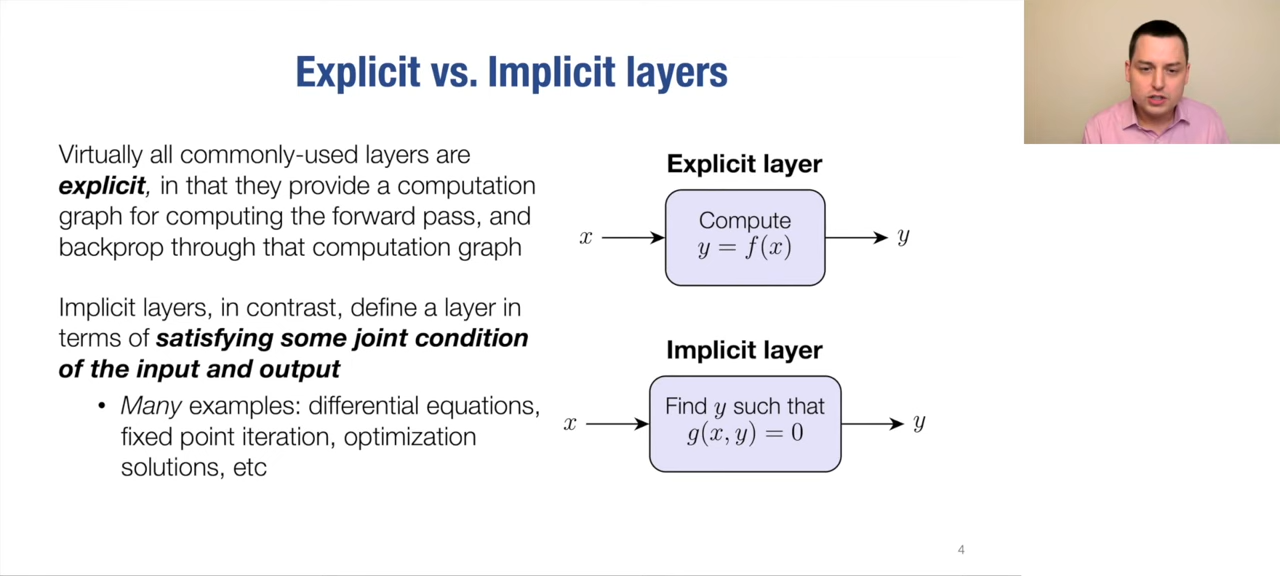 Explicit vs. Implicit layers
Virtually all commonly-used layers are
explicit, in that they provide a computation
graph for computing the forward pass, and
backprop through that computation graph
Implicit layers, in contrast, define a layer in
terms of satisfying some joint condition
of the input and output
• Many examples: differential equations,
fixed point iteration, optimization
solutions, etc
Explicit layer
x
Compute
y = f(x)
y
Implicit layer
x
Find y such that
g(x, y) = 0
y
4